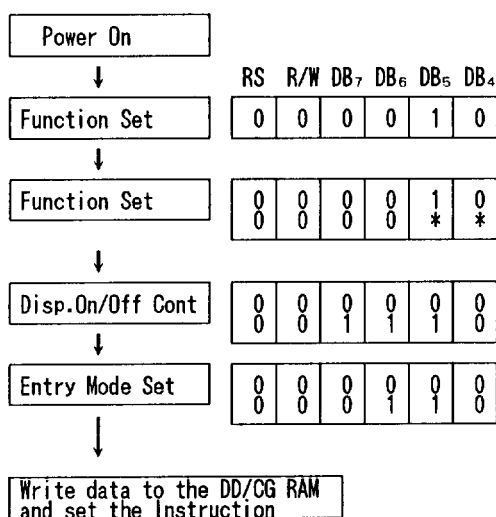 Power On
RS R/W DB₇ DB₆ DB₅ DB₄
Function Set 0 0 0 0 1 0
Function Set 0 0 0 0 1 0
0 0 0 0 * *
Disp.On/Off Cont 0 0 0 0 0 0
0 0 1 1 1 0
Entry Mode Set 0 0 0 0 0 0
0 0 0 1 1 0
Write data to the DD/CG RAM
and set the Instruction